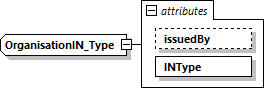 attributes
OrganisationIN_Type
issuedBy
INType